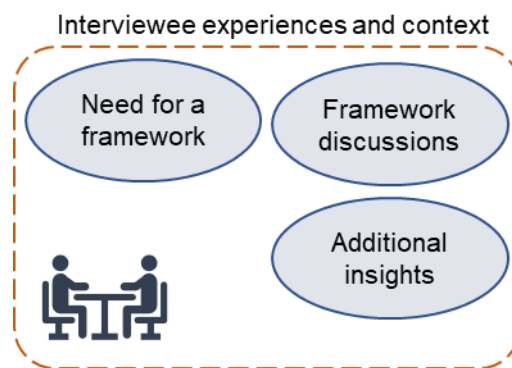 Interviewee experiences and context
Need for a
framework
Framework
discussions
Additional
insights